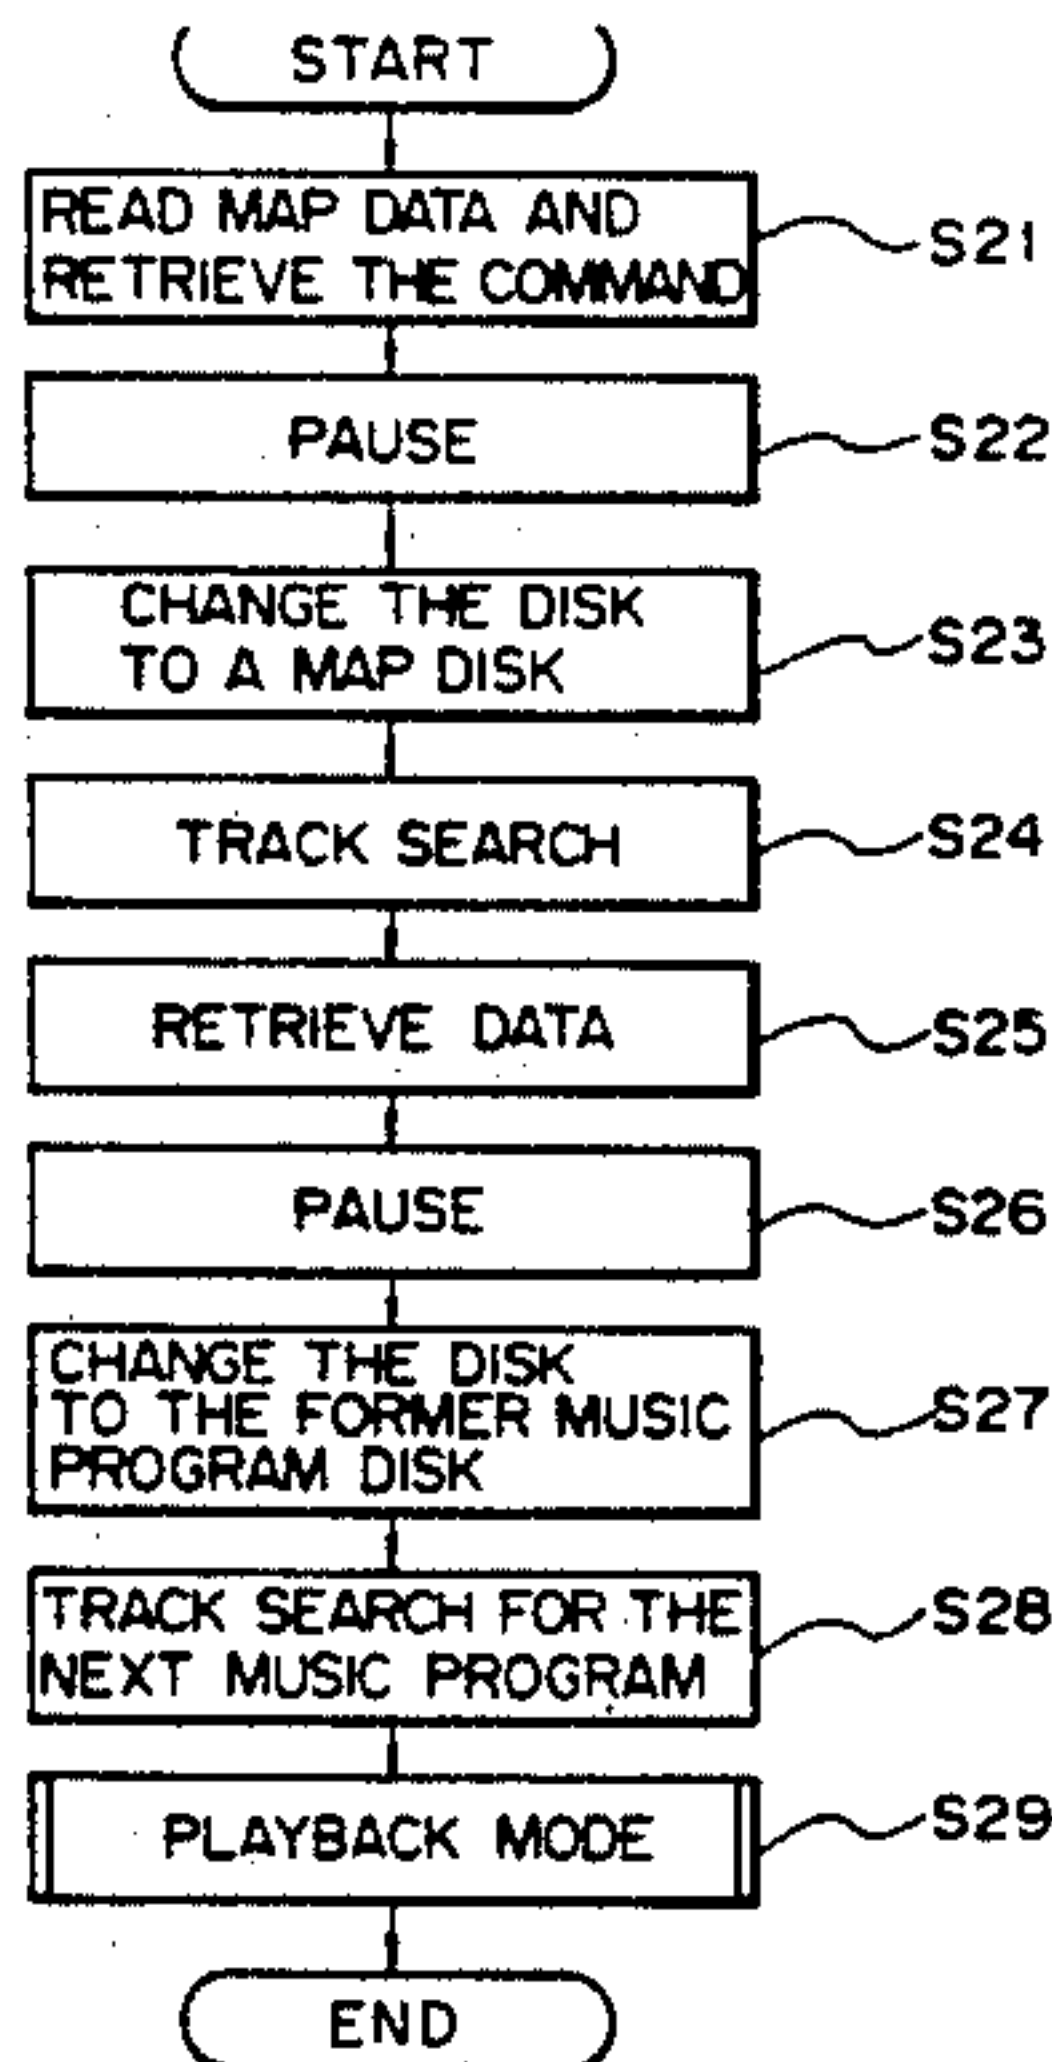 START
READ MAP DATA AND
RETRIEVE THE COMMAND
S21
PAUSE
S22
CHANGE THE DISK
TO A MAP DISK
S23
TRACK SEARCH
S24
RETRIEVE DATA
S25
PAUSE
S26
CHANGE THE DISK
TO THE FORMER MUSIC
PROGRAM DISK
S27
TRACK SEARCH FOR THE
NEXT MUSIC PROGRAM
S28
PLAYBACK MODE
S29
END